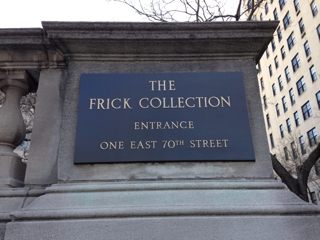 THE
FRICK COLLECTION
ENTRANCE
ONE EAST 70TH STREET